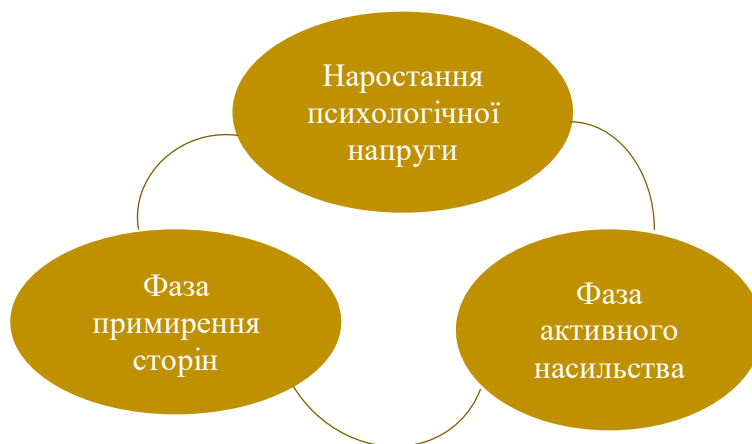 Наростання
психологічної
напруги
Фаза
примирення
сторін
Фаза
активного
насильства